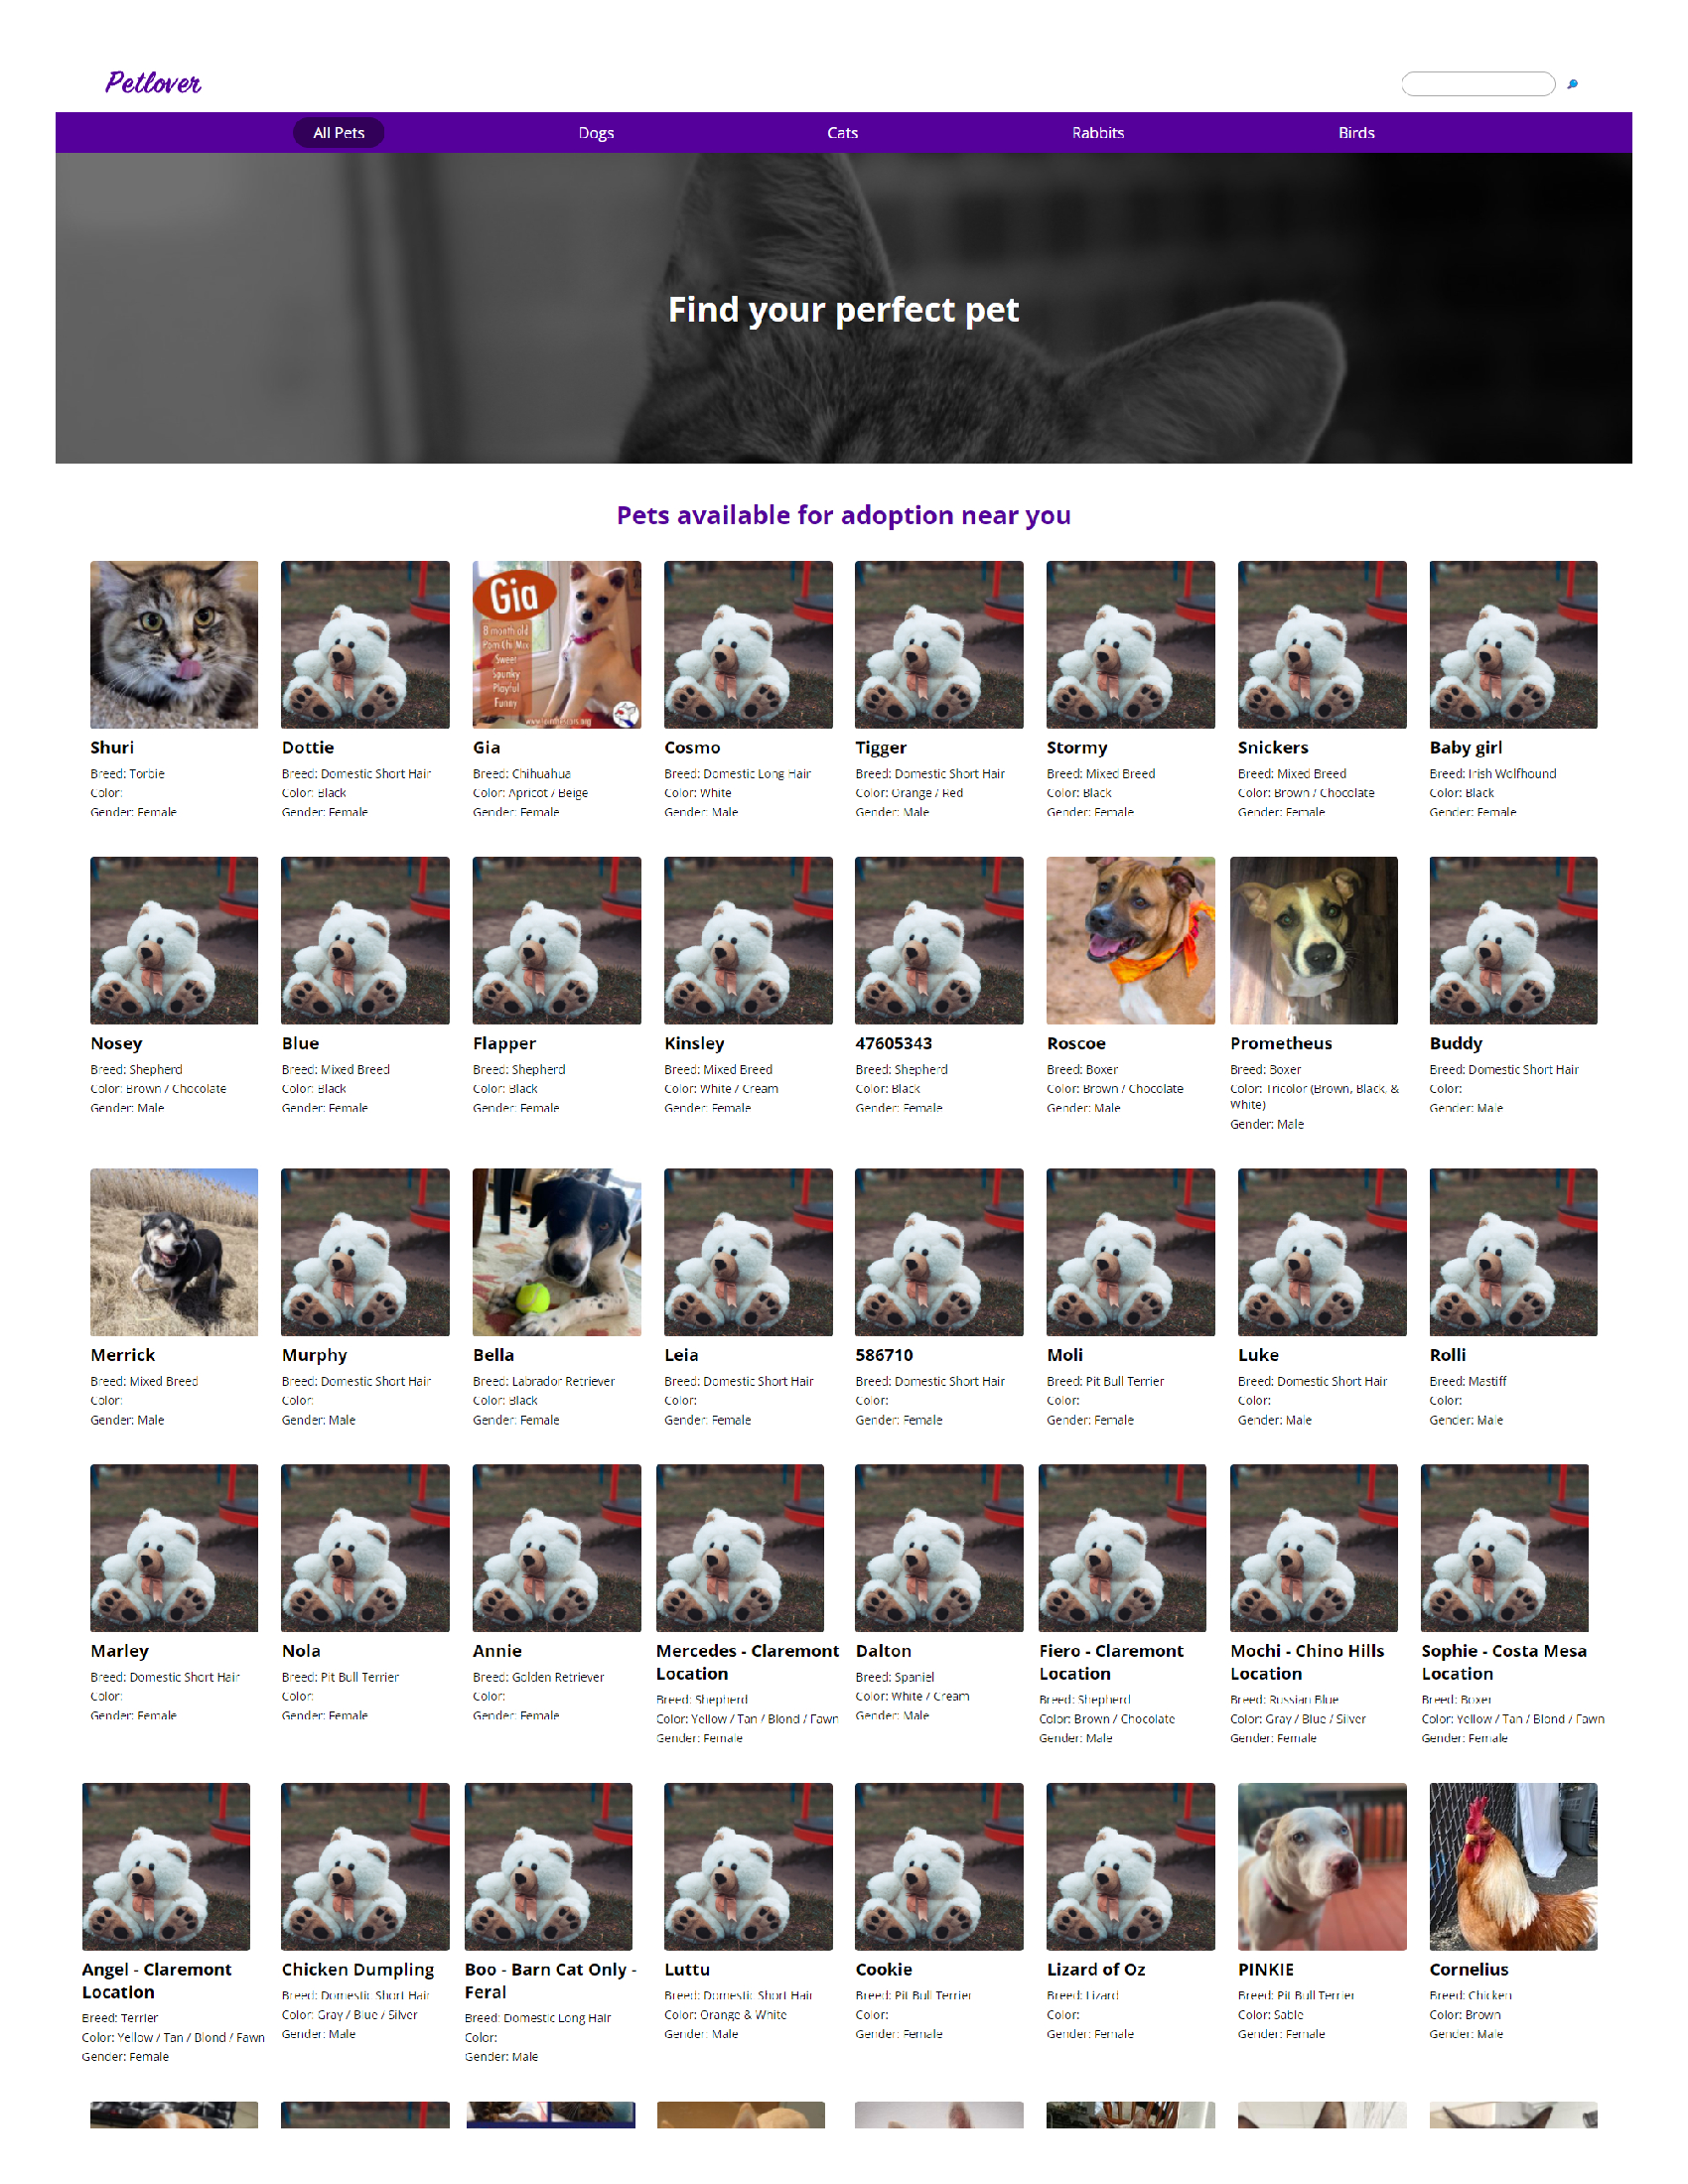 Petlover
All Pets
Dogs
Cats
Rabbits
Birds
Find your perfect pet
Pets available for adoption near you
Gia
8 month old
Pom Chi Mix
Sweet
Spunky
Playful
Funny
Shuri
Breed: Torbie
Color:
Gender: Female
Dottie
Breed: Domestic Short Hair
Color: Black
Gender: Female
Gia
Breed: Chihuahua
Color: Apricot / Beige
Gender: Female
Cosmo
Breed: Domestic Long Hair
Color: White
Gender: Male
Tigger
Breed: Domestic Short Hair
Color: Orange / Red
Gender: Male
Stormy
Breed: Mixed Breed
Color: Black
Gender: Female
Snickers
Breed: Mixed Breed
Color: Brown / Chocolate
Gender: Female
Baby girl
Breed: Irish Wolfhound
Color: Black
Gender: Female
Nosey
Breed: Shepherd
Color: Brown / Chocolate
Gender: Male
Blue
Breed: Mixed Breed
Color: Black
Gender: Female
Flapper
Breed: Shepherd
Color: Black
Gender: Female
Kinsley
Breed: Mixed Breed
Color: White / Cream
Gender: Female
47605343
Breed: Shepherd
Color: Black
Gender: Female
Roscoe
Breed: Boxer
Color: Brown / Chocolate
Gender: Male
Prometheus
Breed: Boxer
Color: Tricolor (Brown, Black, &
White)
Gender: Male
Buddy
Breed: Domestic Short Hair
Color:
Gender: Male
Merrick
Breed: Mixed Breed
Color:
Gender: Male
Murphy
Breed: Domestic Short Hair
Color:
Gender: Male
Bella
Breed: Labrador Retriever
Color: Black
Gender: Female
Leia
Breed: Domestic Short Hair
Color:
Gender: Female
586710
Breed: Domestic Short Hair
Color:
Gender: Female
Moli
Breed: Pit Bull Terrier
Color:
Gender: Female
Luke
Breed: Domestic Short Hair
Color:
Gender: Male
Rolli
Breed: Mastiff
Color:
Gender: Male
Marley
Breed: Domestic Short Hair
Color:
Gender: Female
Nola
Breed: Pit Bull Terrier
Color:
Gender: Female
Annie
Breed: Golden Retriever
Color:
Gender: Female
Mercedes - Claremont
Location
Breed: Shepherd
Color: Yellow / Tan / Blond / Fawn
Gender: Female
Dalton
Breed: Spaniel
Color: White / Cream
Gender: Male
Fiero - Claremont
Location
Breed: Shepherd
Color: Brown / Chocolate
Gender: Male
Mochi - Chino Hills
Location
Breed: Russian Blue
Color: Gray / Blue / Silver
Gender: Female
Sophie - Costa Mesa
Location
Breed: Boxer
Color: Yellow / Tan / Blond / Fawn
Gender: Female
Angel - Claremont
Location
Breed: Terrier
Color: Yellow / Tan / Blond / Fawn
Gender: Female
Chicken Dumpling
Breed: Domestic Short Hair
Color: Gray / Blue / Silver
Gender: Male
Boo - Barn Cat Only -
Feral
Breed: Domestic Long Hair
Color:
Gender: Male
Luttu
Breed: Domestic Short Hair
Color: Orange & White
Gender: Male
Cookie
Breed: Pit Bull Terrier
Color:
Gender: Female
Lizard of Oz
Breed: Lizard
Color:
Gender: Female
PINKIE
Breed: Pit Bull Terrier
Color: Sable
Gender: Female
Cornelius
Breed: Chicken
Color: Brown
Gender: Male